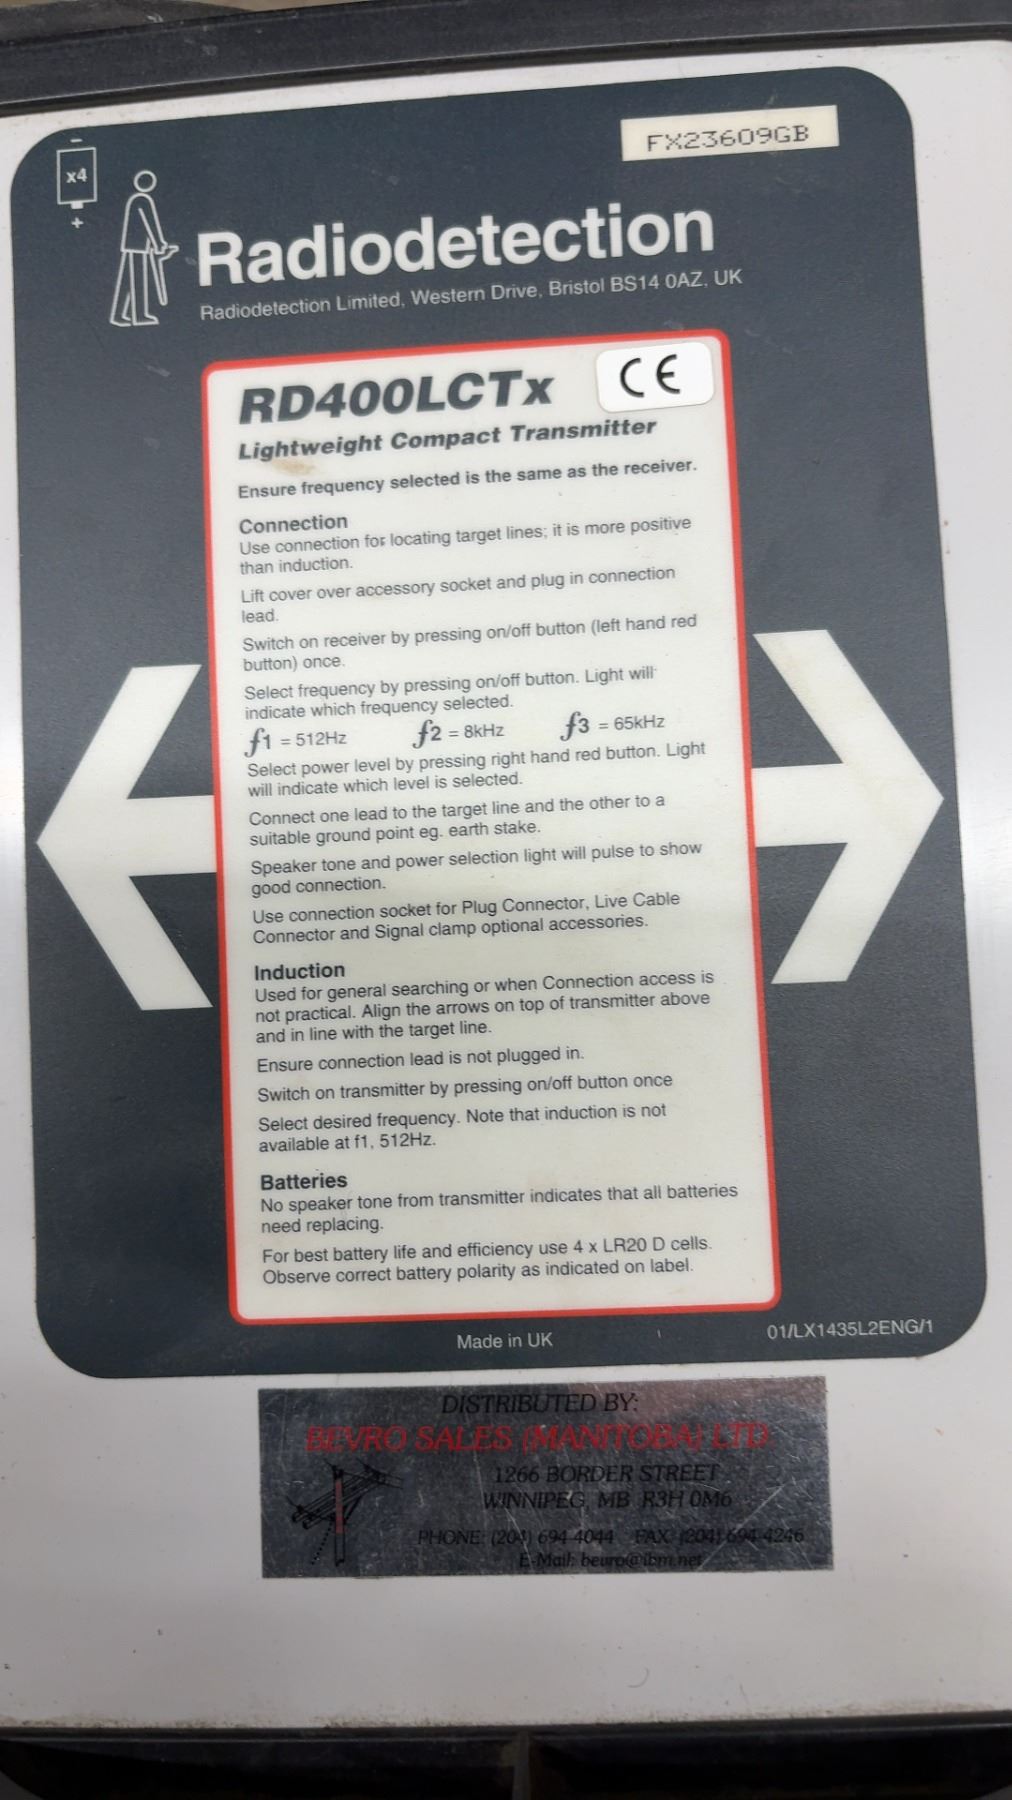 x4
FX23609GB
Radiodetection
Radiodetection Limited, Western Drive, Bristol BS14 0AZ, UK
RD400LCTx
CE
Lightweight Compact Transmitter
Ensure frequency selected is the same as the receiver.
Connection
Use connection for locating target lines; it is more positive
than induction.
Lift cover over accessory socket and plug in connection
lead.
Switch on receiver by pressing on/off button (left hand red
button) once.
Select frequency by pressing on/off button. Light will
indicate which frequency selected.
f1 = 512Hz f2 = 8kHz f3 = 65kHz
Select power level by pressing right hand red button. Light
will indicate which level is selected.
Connect one lead to the target line and the other to a
suitable ground point eg. earth stake.
Speaker tone and power selection light will pulse to show
good connection.
Use connection socket for Plug Connector, Live Cable
Connector and Signal clamp optional accessories.
Induction
Used for general searching or when Connection access is
not practical. Align the arrows on top of transmitter above
and in line with the target line.
Ensure connection lead is not plugged in.
Switch on transmitter by pressing on/off button once
Select desired frequency. Note that induction is not
available at f1, 512Hz.
Batteries
No speaker tone from transmitter indicates that all batteries
need replacing.
For best battery life and efficiency use 4 x LR20 D cells.
Observe correct battery polarity as indicated on label.
Made in UK
01/LX1435L2ENG/1
DISTRIBUTED BY:
BEVRO SALES (MANITOBA) LTD.
1266 BORDER STREET
WINNIPEG, MB R3H 0M6
PHONE: (204) 694-4044 FAX (204) 694-4246
E-Mail: